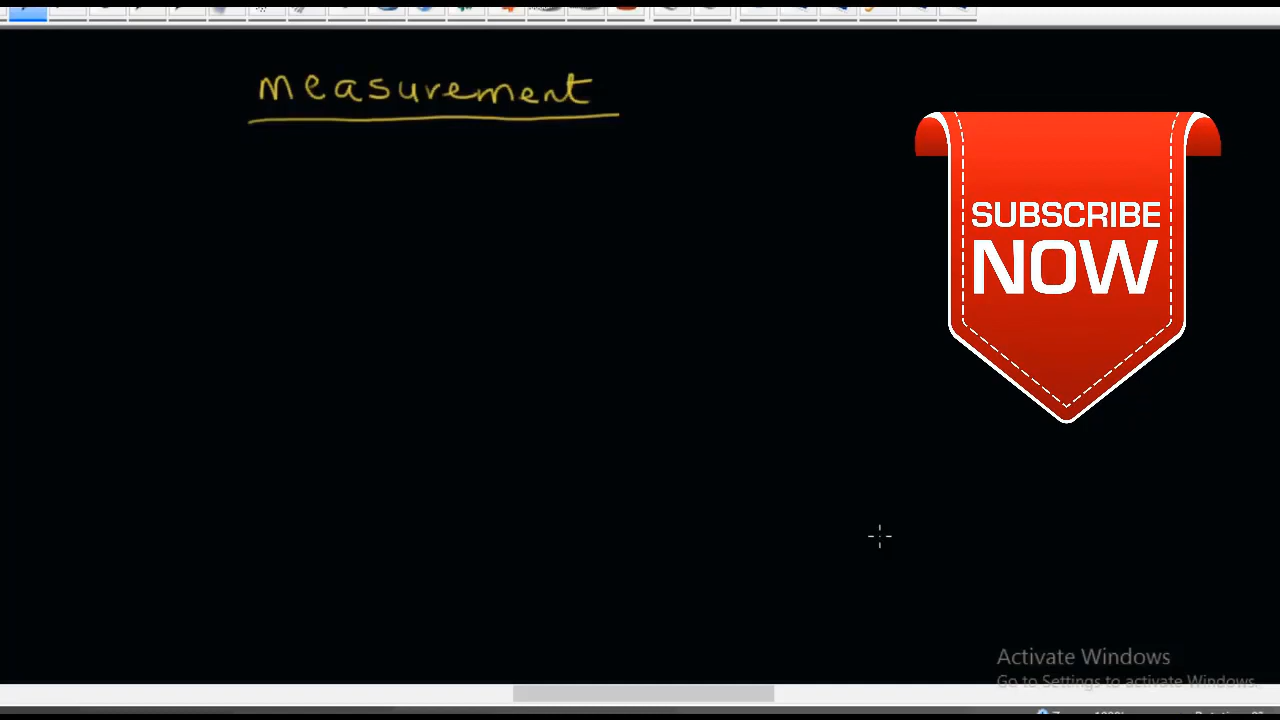 measurement
SUBSCRIBE
NOW
Activate Windows
Go to Settings to activate Windows.